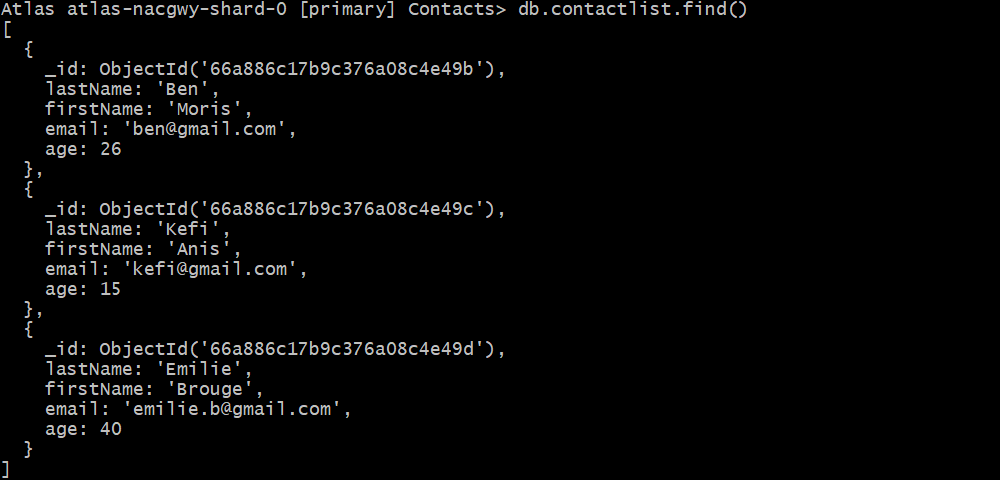 Atlas atlas-nacgwy-shard-0 [primary] Contacts> db.contactlist.find()
[
  {
    _id: ObjectId('66a886c17b9c376a08c4e49b'),
    lastName: 'Ben',
    firstName: 'Moris',
    email: 'ben@gmail.com',
    age: 26
  },
  {
    _id: ObjectId('66a886c17b9c376a08c4e49c'),
    lastName: 'Kefi',
    firstName: 'Anis',
    email: 'kefi@gmail.com',
    age: 15
  },
  {
    _id: ObjectId('66a886c17b9c376a08c4e49d'),
    lastName: 'Emilie',
    firstName: 'Brouge',
    email: 'emilie.b@gmail.com',
    age: 40
  }
]